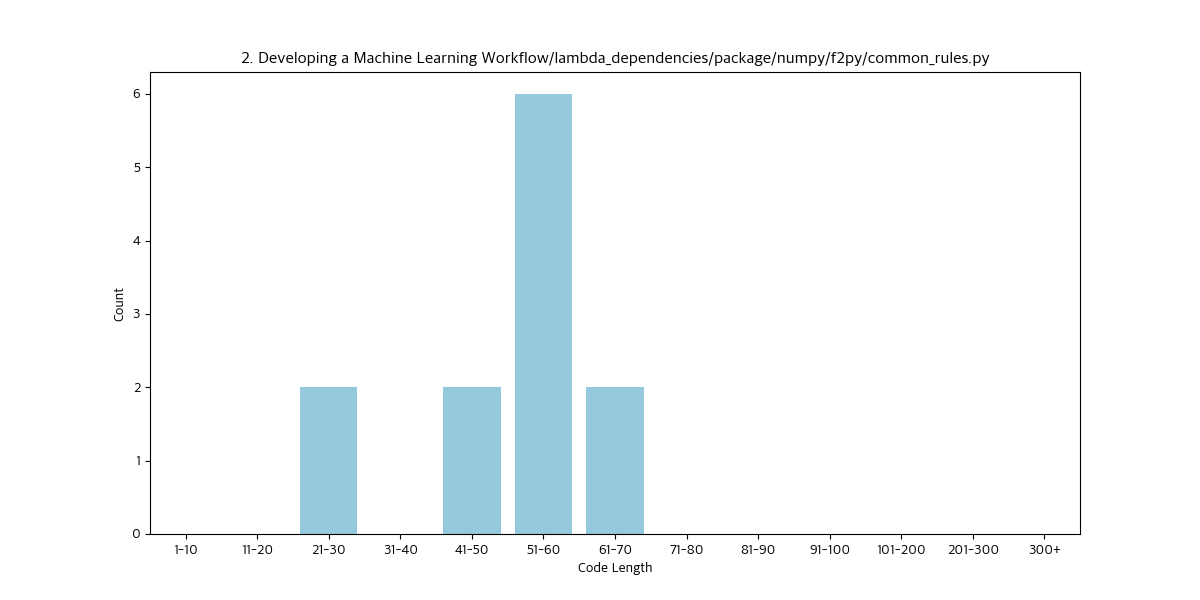 2. Developing a Machine Learning Workflow/lambda_dependencies/package/numpy/f2py/common_rules.py
6
5
4
3
2
1
0
Count
1-10 11-20 21-30 31-40 41-50 51-60 61-70 71-80 81-90 91-100 101-200 201-300 300+
Code Length